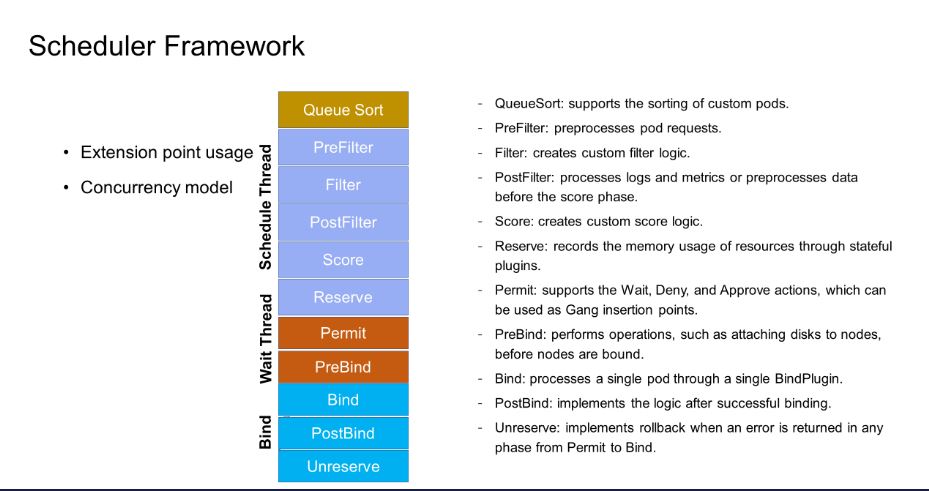 Scheduler Framework
• Extension point usage
• Concurrency model
Schedule Thread
Wait Thread
Bind
Queue Sort
PreFilter
Filter
PostFilter
Score
Reserve
Permit
PreBind
Bind
PostBind
Unreserve
- QueueSort: supports the sorting of custom pods.
- PreFilter: preprocesses pod requests.
- Filter: creates custom filter logic.
- PostFilter: processes logs and metrics or preprocesses data
before the score phase.
- Score: creates custom score logic.
- Reserve: records the memory usage of resources through stateful
plugins.
- Permit: supports the Wait, Deny, and Approve actions, which can
be used as Gang insertion points.
- PreBind: performs operations, such as attaching disks to nodes,
before nodes are bound.
- Bind: processes a single pod through a single BindPlugin.
- PostBind: implements the logic after successful binding.
- Unreserve: implements rollback when an error is returned in any
phase from Permit to Bind.